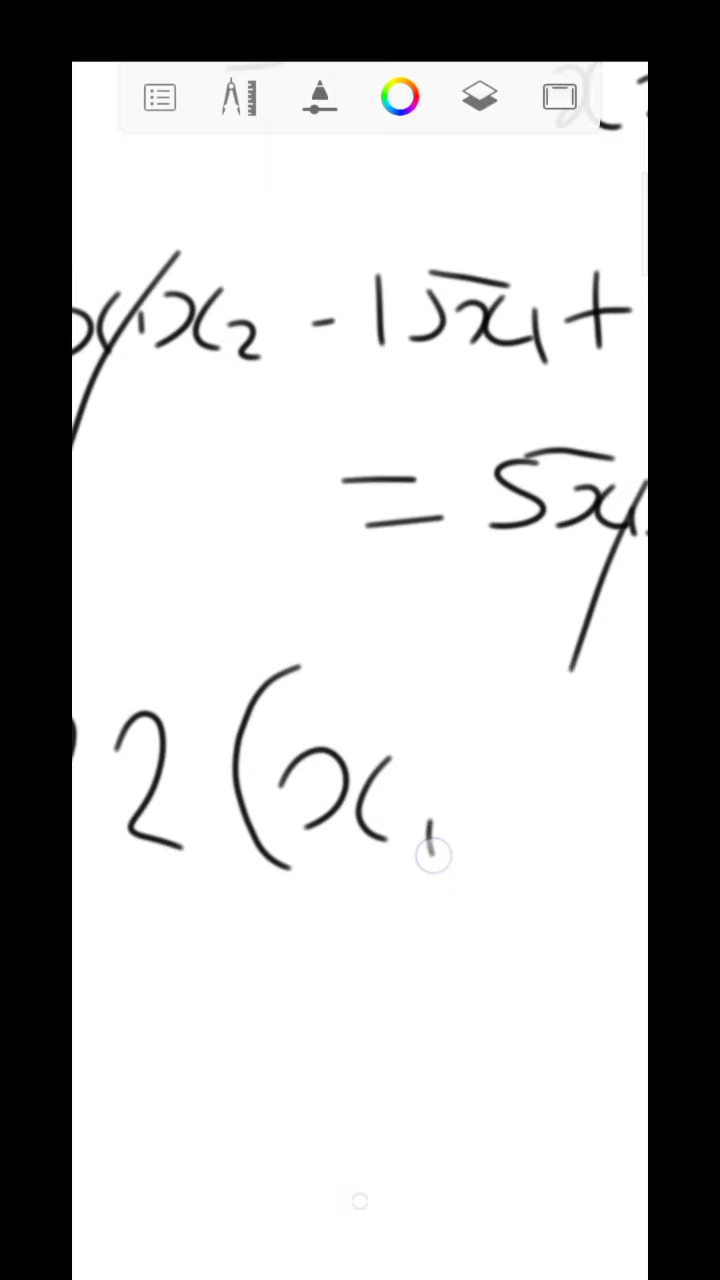 x₁x₂ - 15x₁ +
= 5x₁
2(x₁